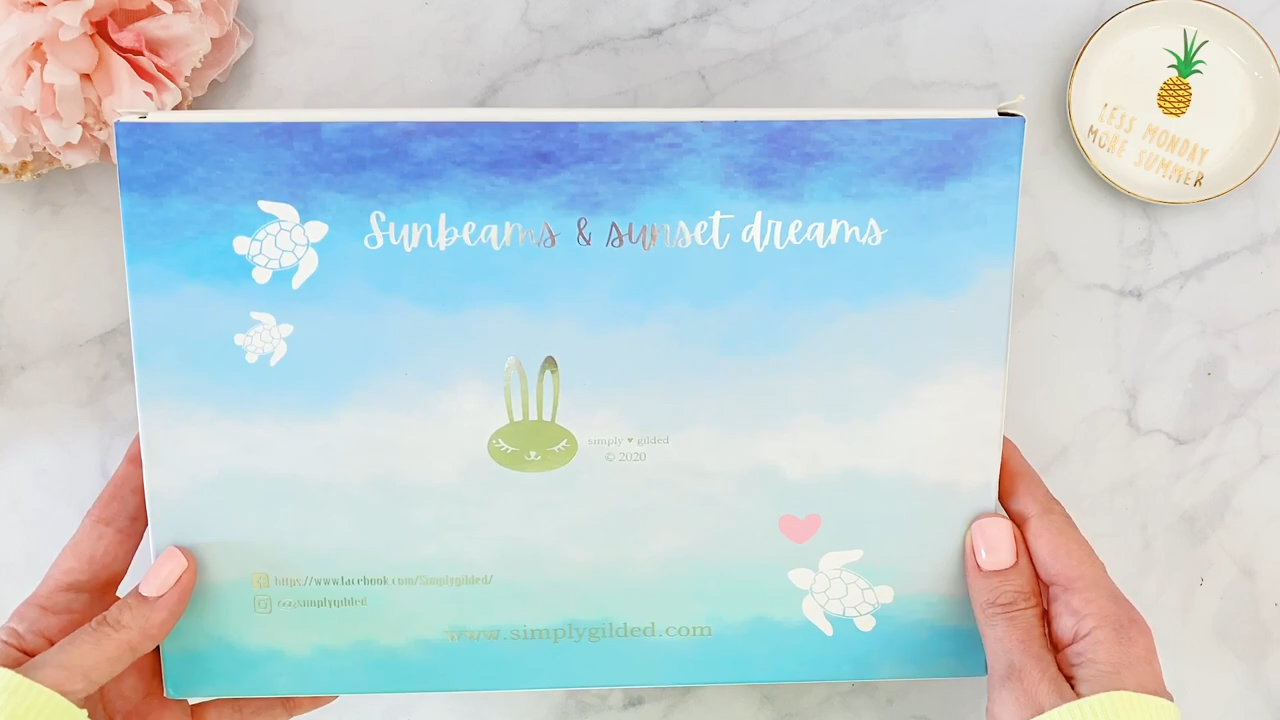 LESS MONDAY
MORE SUMMER
Sunbeams & sunset dreams
simply ♥ gilded
© 2020
https://www.facebook.com/Simplygilded/
@simplygilded
www.simplygilded.com